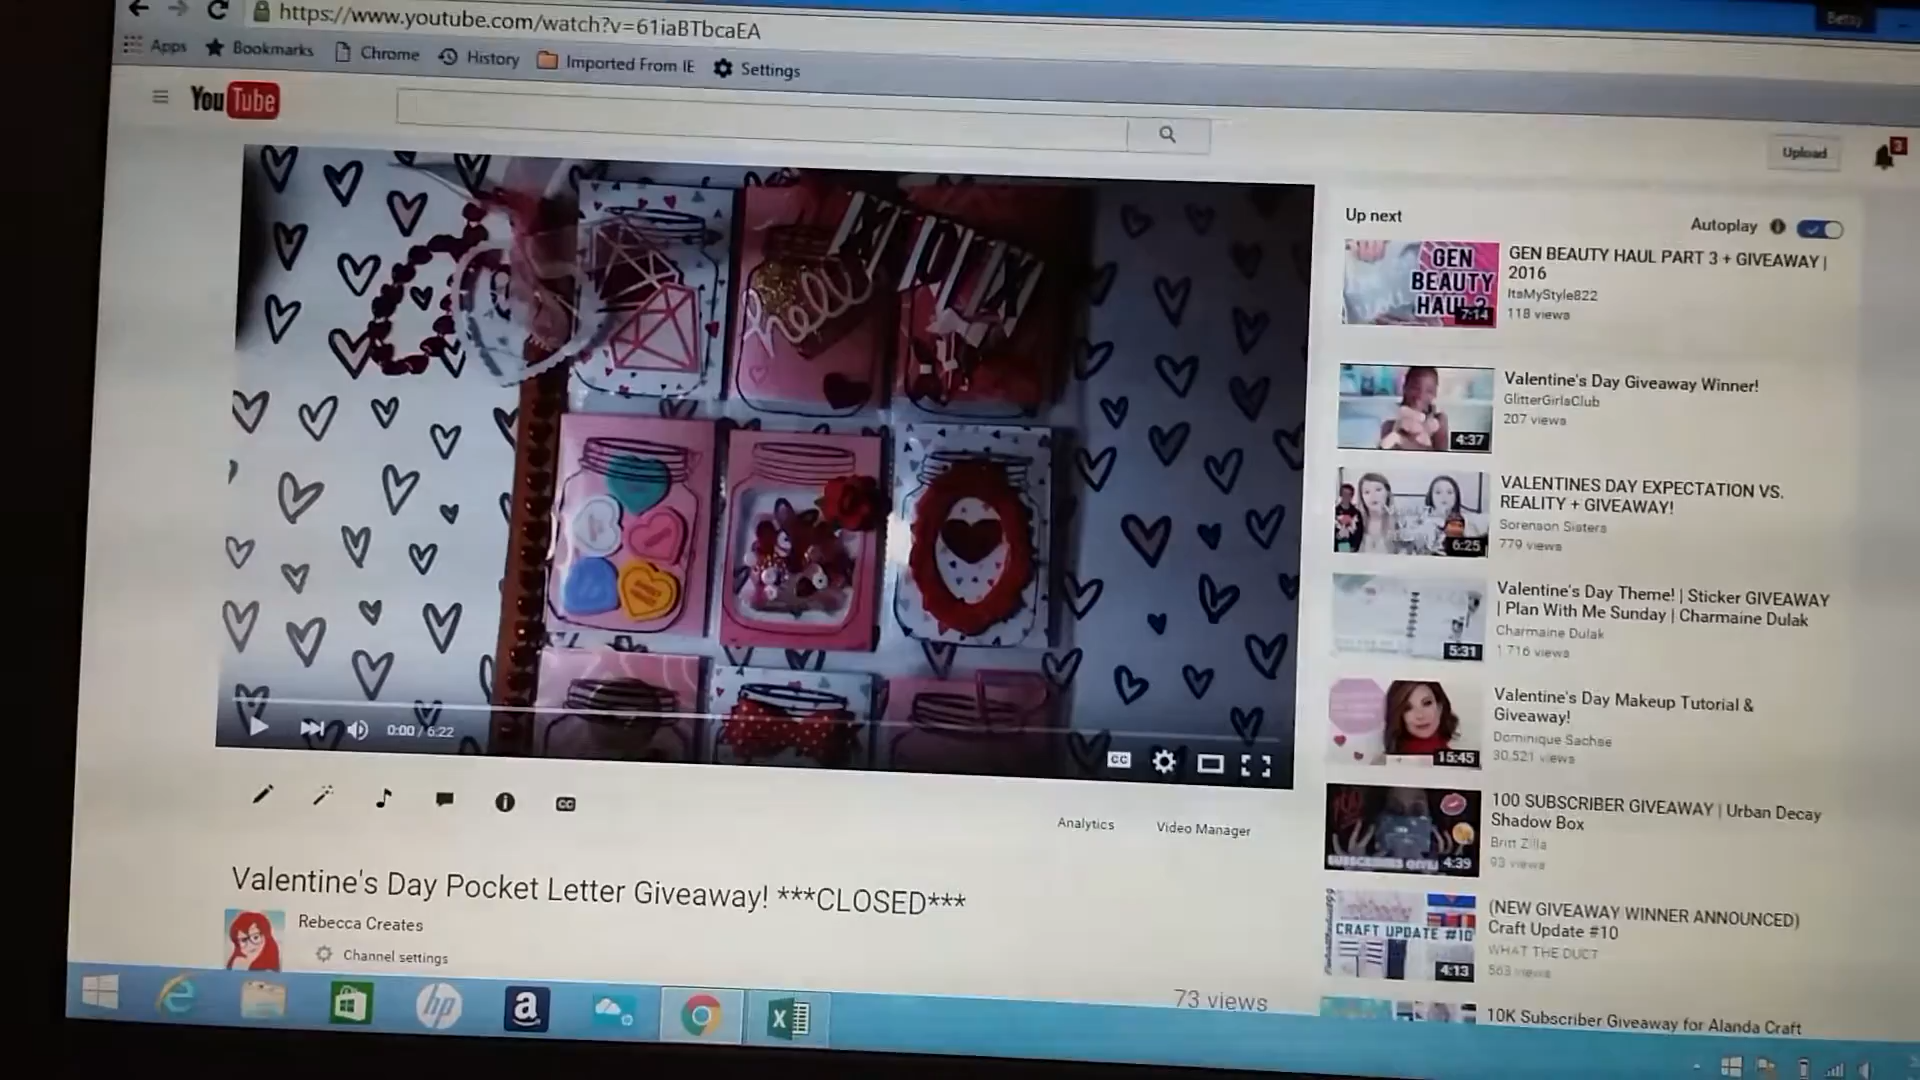 Betsy
https://www.youtube.com/watch?v=61iaBTbcaEA
Apps Bookmarks Chrome History Imported From IE Settings
YouTube
Upload
3
hello
0:00 / 6:22
CC
CC
Analytics Video Manager
Valentine's Day Pocket Letter Giveaway! ***CLOSED***
Rebecca Creates
Channel settings
73 views
Up next
Autoplay
GEN
BEAUTY
HAUL
7:14
GEN BEAUTY HAUL PART 3 + GIVEAWAY |
2016
ItsMyStyle822
118 views
4:37
Valentine's Day Giveaway Winner!
GlitterGirlsClub
207 views
6:25
VALENTINES DAY EXPECTATION VS.
REALITY + GIVEAWAY!
Sorenson Sisters
779 views
5:31
Valentine's Day Theme! | Sticker GIVEAWAY
| Plan With Me Sunday | Charmaine Dulak
Charmaine Dulak
1,716 views
15:45
Valentine's Day Makeup Tutorial &
Giveaway!
Dominique Sachse
30,521 views
4:39
100 SUBSCRIBER GIVEAWAY | Urban Decay
Shadow Box
Britt Zilla
93 views
CRAFT UPDATE #10
4:13
(NEW GIVEAWAY WINNER ANNOUNCED)
Craft Update #10
WHAT THE DUCT
563 views
10K Subscriber Giveaway for Alanda Craft
hp
a
X